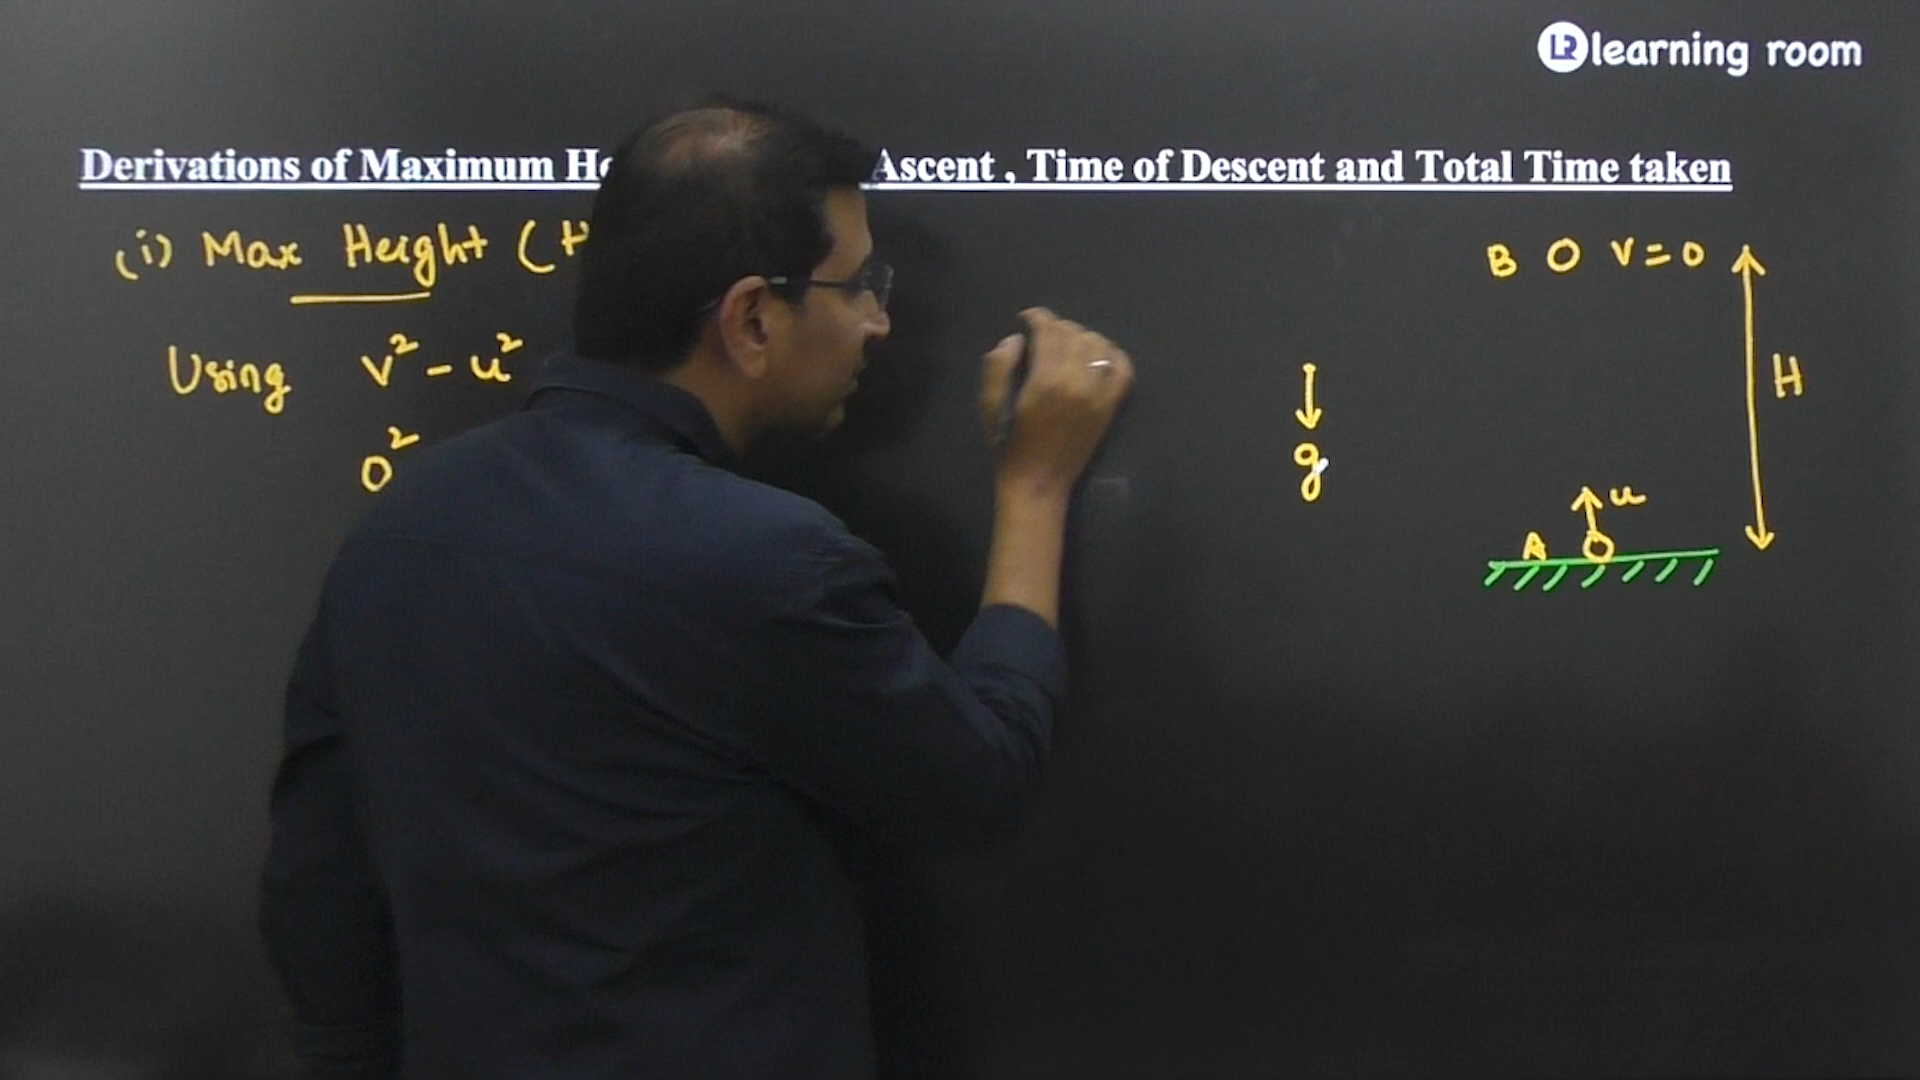 learning room
Derivations of Maximum Ascent , Time of Descent and Total Time taken
(i) Max Height (H
B O V = 0
Using v² - u²
H
0²
g
u
A